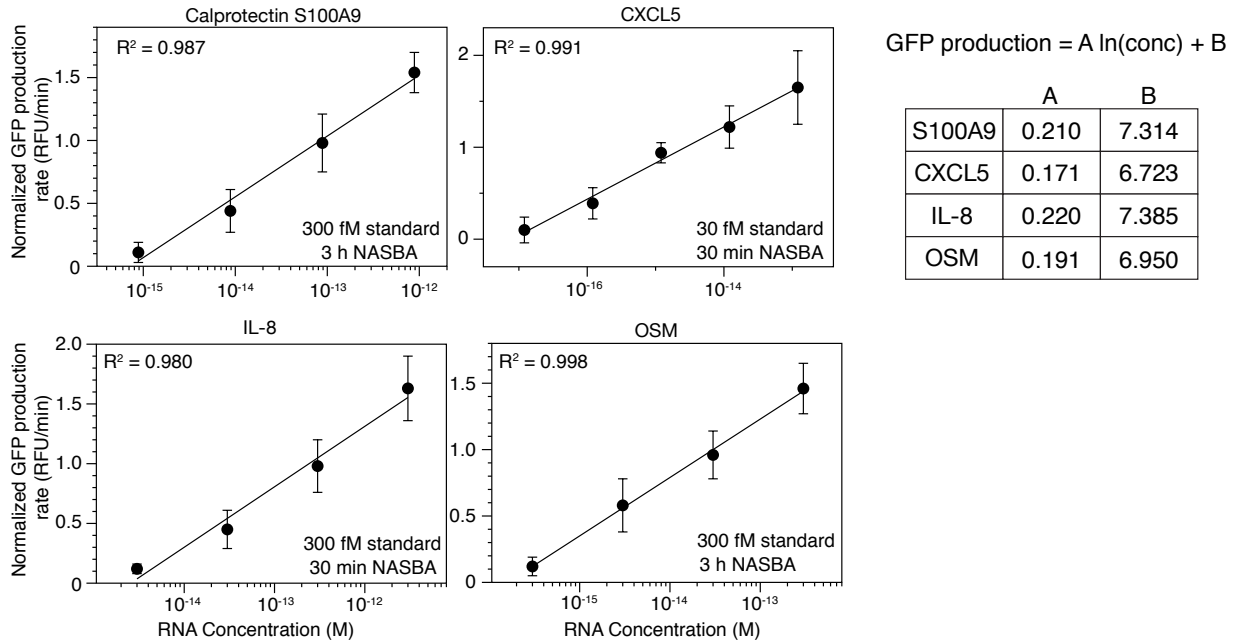 Calprotectin S100A9
R² = 0.987
Normalized GFP production
rate (RFU/min)
1.5
1.0
0.5
0
300 fM standard
3 h NASBA
10⁻¹⁵
10⁻¹⁴
10⁻¹³
10⁻¹²
CXCL5
R² = 0.991
2
1
0
30 fM standard
30 min NASBA
10⁻¹⁶
10⁻¹⁴
GFP production = A ln(conc) + B
A B
S100A9 0.210 7.314
CXCL5 0.171 6.723
IL-8 0.220 7.385
OSM 0.191 6.950
IL-8
R² = 0.980
Normalized GFP production
rate (RFU/min)
2.0
1.5
1.0
0.5
0
300 fM standard
30 min NASBA
10⁻¹⁴
10⁻¹³
10⁻¹²
RNA Concentration (M)
OSM
R² = 0.998
1.5
1.0
0.5
0
300 fM standard
3 h NASBA
10⁻¹⁵
10⁻¹⁴
10⁻¹³
RNA Concentration (M)